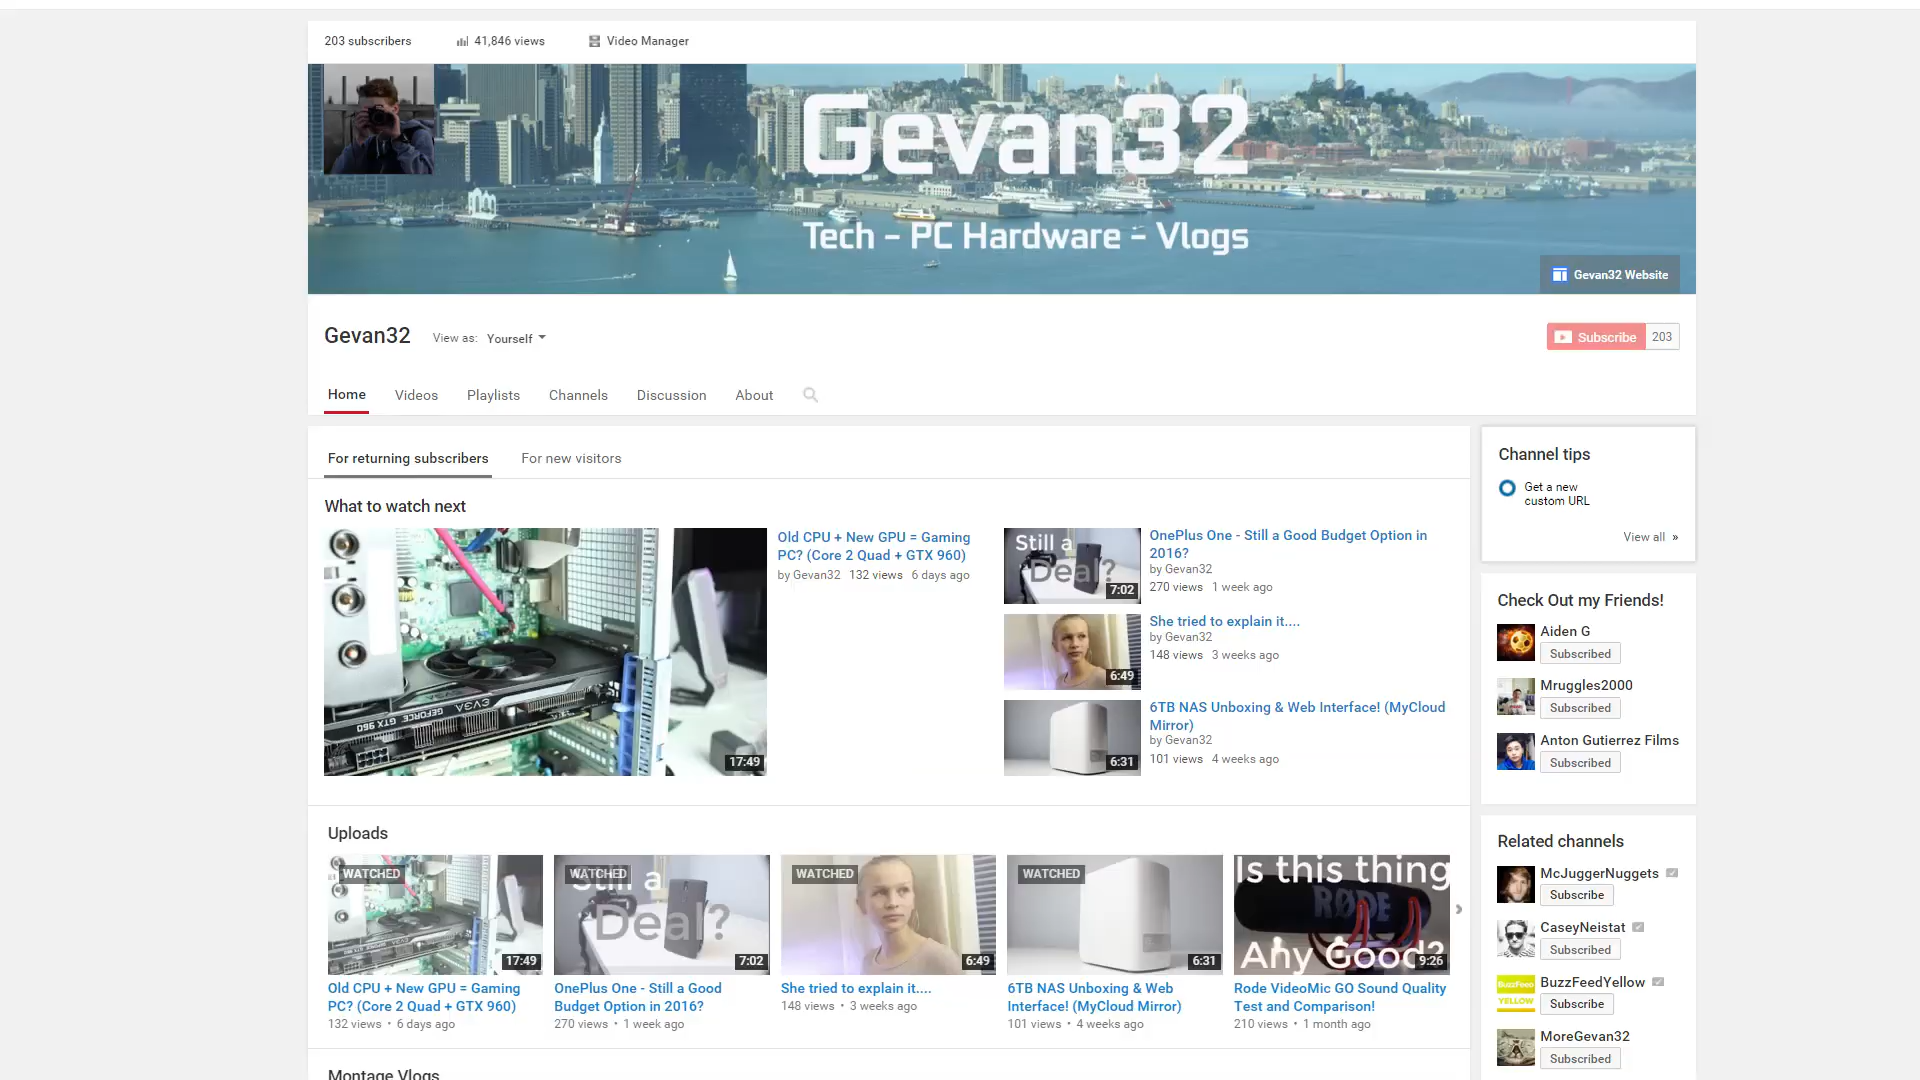 203 subscribers
41,846 views
Video Manager
Gevan32
Tech - PC Hardware - Vlogs
Gevan32 Website
Gevan32
View as: Yourself
Subscribe 203
Home
Videos
Playlists
Channels
Discussion
About
For returning subscribers
For new visitors
What to watch next
GEFORCE GTX 960
EVGA
17:49
Old CPU + New GPU = Gaming
PC? (Core 2 Quad + GTX 960)
by Gevan32 132 views 6 days ago
Still a
Deal?
7:02
OnePlus One - Still a Good Budget Option in
2016?
by Gevan32
270 views 1 week ago
6:49
She tried to explain it....
by Gevan32
148 views 3 weeks ago
6:31
6TB NAS Unboxing & Web Interface! (MyCloud
Mirror)
by Gevan32
101 views 4 weeks ago
Uploads
WATCHED
17:49
Old CPU + New GPU = Gaming
PC? (Core 2 Quad + GTX 960)
132 views • 6 days ago
WATCHED
Still a
Deal?
7:02
OnePlus One - Still a Good
Budget Option in 2016?
270 views • 1 week ago
WATCHED
6:49
She tried to explain it....
148 views • 3 weeks ago
WATCHED
6:31
6TB NAS Unboxing & Web
Interface! (MyCloud Mirror)
101 views • 4 weeks ago
Is this thing
RØDE
Any Good?
9:26
Rode VideoMic GO Sound Quality
Test and Comparison!
210 views • 1 month ago
Montage Vlogs
Channel tips
Get a new
custom URL
View all »
Check Out my Friends!
Aiden G
Subscribed
Mruggles2000
Subscribed
Anton Gutierrez Films
Subscribed
Related channels
McJuggerNuggets
Subscribe
CaseyNeistat
Subscribed
BuzzFeed
YELLOW
BuzzFeedYellow
Subscribe
MoreGevan32
Subscribed